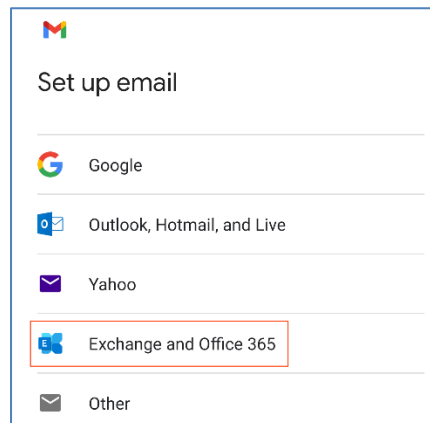 Set up email
Google
Outlook, Hotmail, and Live
Yahoo
Exchange and Office 365
Other